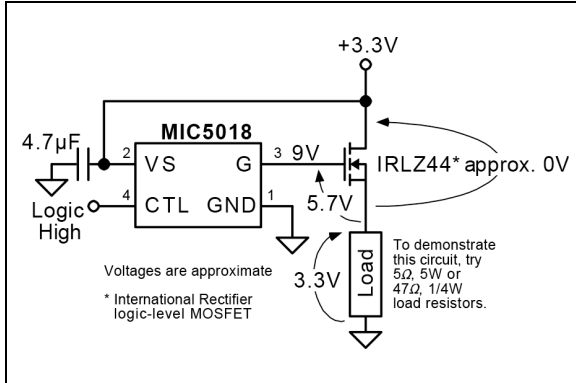 +3.3V
4.7µF
MIC5018
2
VS
G
3
9V
IRLZ44* approx. 0V
4
CTL
GND
1
5.7V
Logic
High
Load
3.3V
To demonstrate
this circuit, try
5Ω, 5W or
47Ω, 1/4W
load resistors.
Voltages are approximate
* International Rectifier
logic-level MOSFET